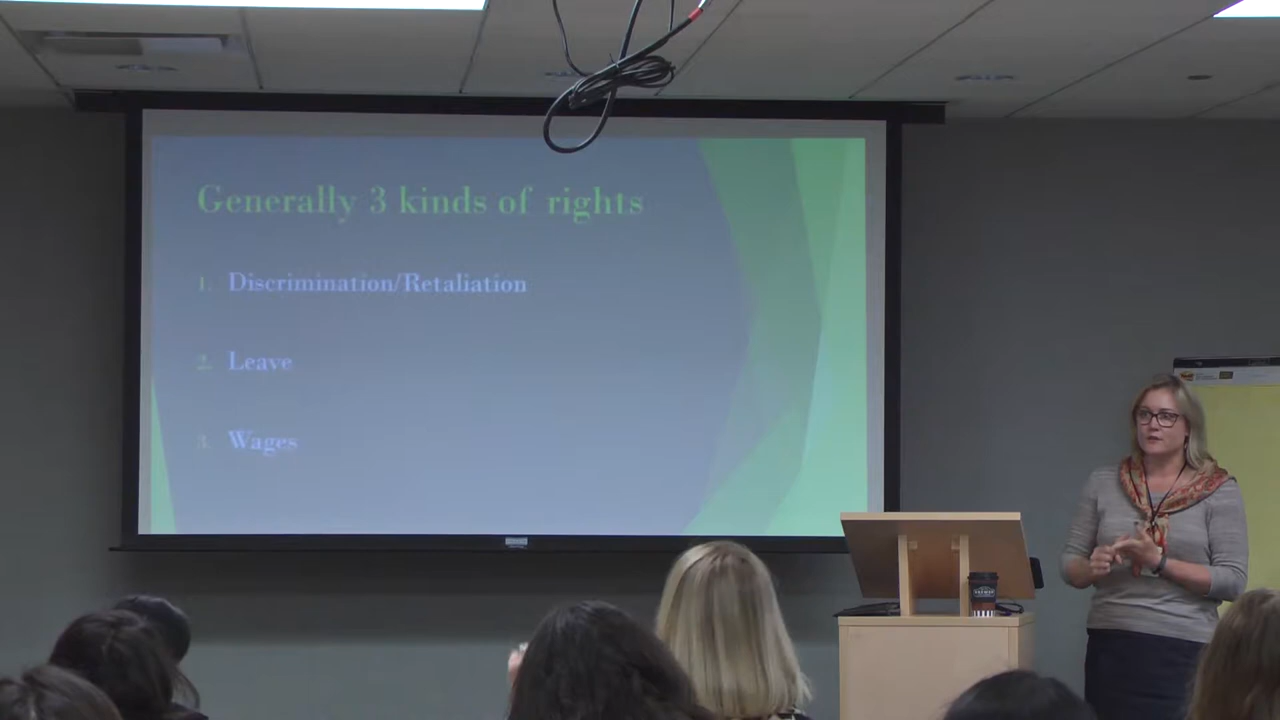 Generally 3 kinds of rights
1. Discrimination/Retaliation
2. Leave
3. Wages